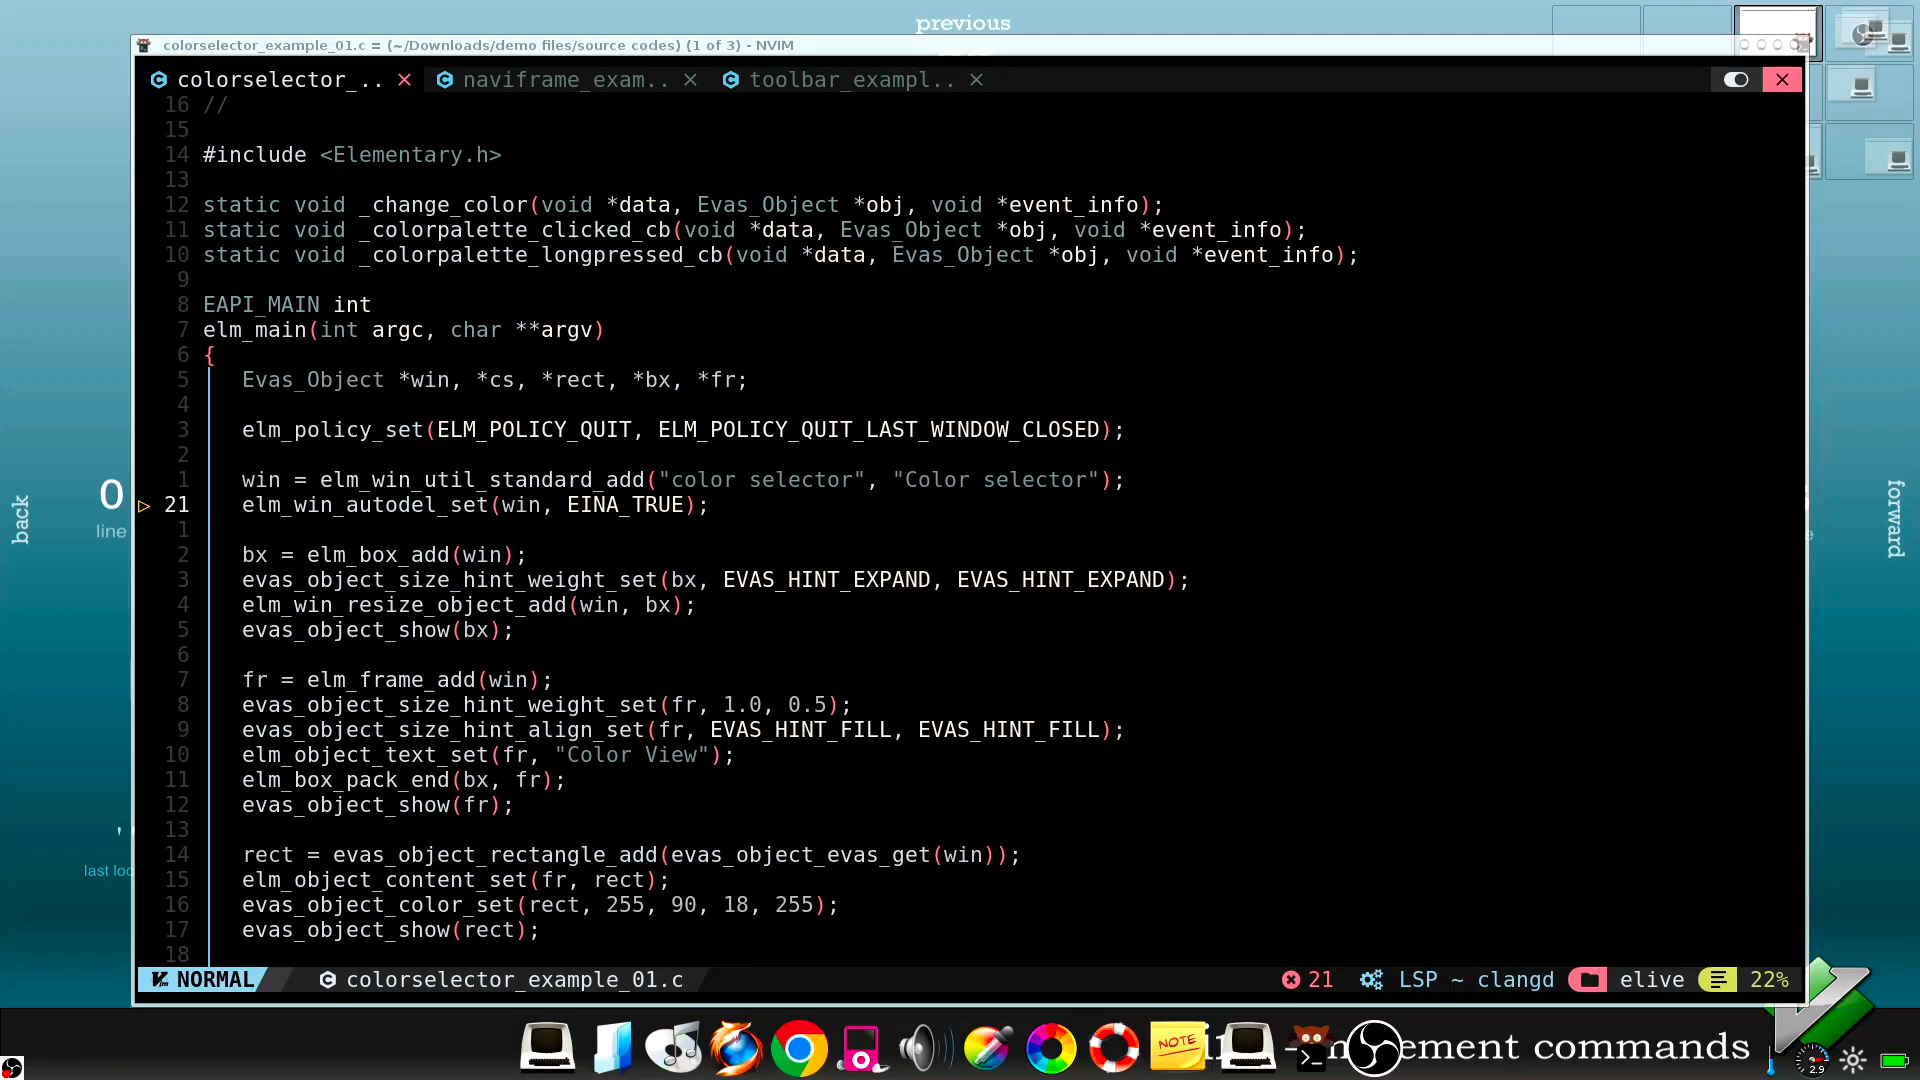 previous
colorselector_example_01.c = (~/Downloads/demo files/source codes) (1 of 3) - NVIM
colorselector_.. naviframe_exam.. toolbar_exampl..
16 //
15
14 #include <Elementary.h>
13
12 static void _change_color(void *data, Evas_Object *obj, void *event_info);
11 static void _colorpalette_clicked_cb(void *data, Evas_Object *obj, void *event_info);
10 static void _colorpalette_longpressed_cb(void *data, Evas_Object *obj, void *event_info);
9
8 EAPI_MAIN int
7 elm_main(int argc, char **argv)
6 {
5 Evas_Object *win, *cs, *rect, *bx, *fr;
4
3 elm_policy_set(ELM_POLICY_QUIT, ELM_POLICY_QUIT_LAST_WINDOW_CLOSED);
2
1 win = elm_win_util_standard_add("color selector", "Color selector");
21 elm_win_autodel_set(win, EINA_TRUE);
1
2 bx = elm_box_add(win);
3 evas_object_size_hint_weight_set(bx, EVAS_HINT_EXPAND, EVAS_HINT_EXPAND);
4 elm_win_resize_object_add(win, bx);
5 evas_object_show(bx);
6
7 fr = elm_frame_add(win);
8 evas_object_size_hint_weight_set(fr, 1.0, 0.5);
9 evas_object_size_hint_align_set(fr, EVAS_HINT_FILL, EVAS_HINT_FILL);
10 elm_object_text_set(fr, "Color View");
11 elm_box_pack_end(bx, fr);
12 evas_object_show(fr);
13
14 rect = evas_object_rectangle_add(evas_object_evas_get(win));
15 elm_object_content_set(fr, rect);
16 evas_object_color_set(rect, 255, 90, 18, 255);
17 evas_object_show(rect);
18
NORMAL colorselector_example_01.c 21 LSP ~ clangd elive 22%
back
0
line
last loc
forward
NOTE
ement commands
2.9